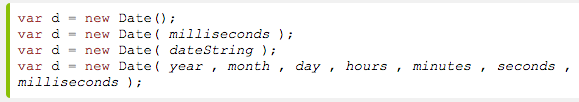 var d = new Date();
var d = new Date( milliseconds );
var d = new Date( dateString );
var d = new Date( year , month , day , hours , minutes , seconds ,
milliseconds );